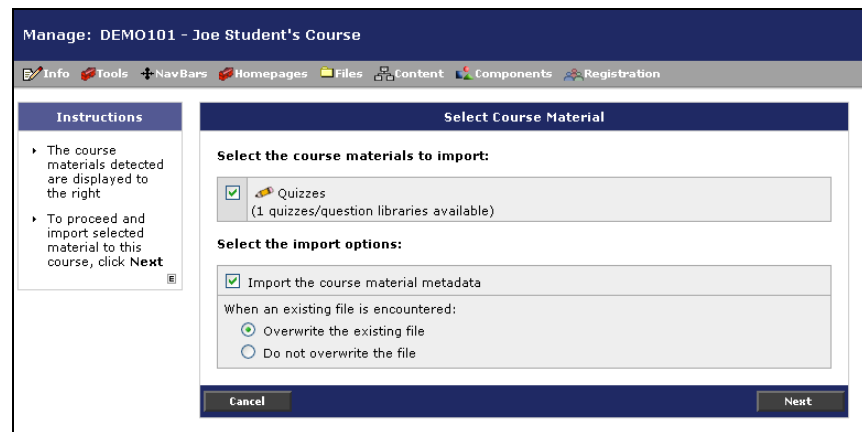 Manage: DEMO101 - Joe Student's Course
Info Tools NavBars Homepages Files Content Components Registration
Instructions
The course
materials detected
are displayed to
the right
To proceed and
import selected
material to this
course, click Next
E
Select Course Material
Select the course materials to import:
Quizzes
(1 quizzes/question libraries available)
Select the import options:
Import the course material metadata
When an existing file is encountered:
Overwrite the existing file
Do not overwrite the file
Cancel
Next